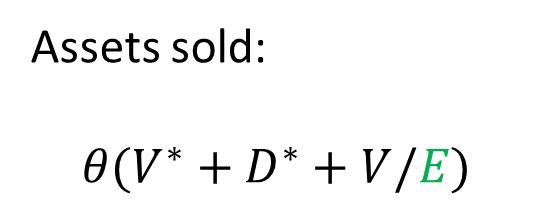 Assets sold:
θ(V* + D* + V/E)